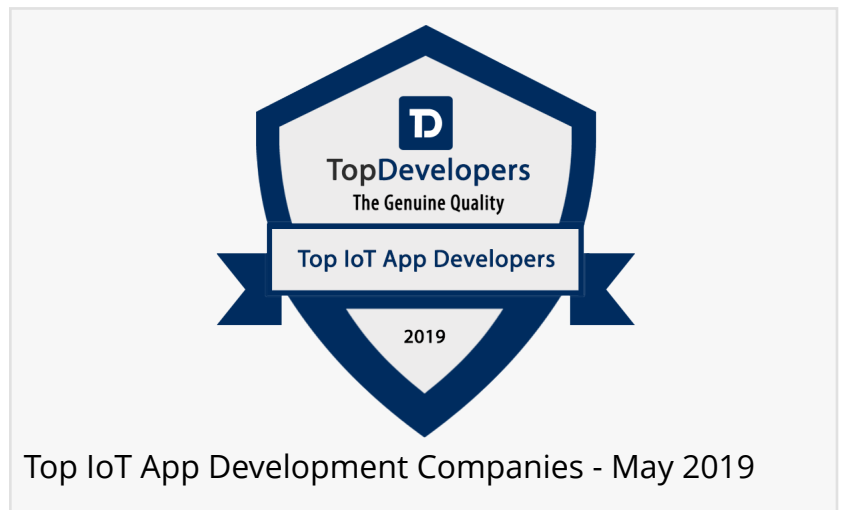 TD
TopDevelopers
The Genuine Quality
Top IoT App Developers
2019
Top IoT App Development Companies - May 2019